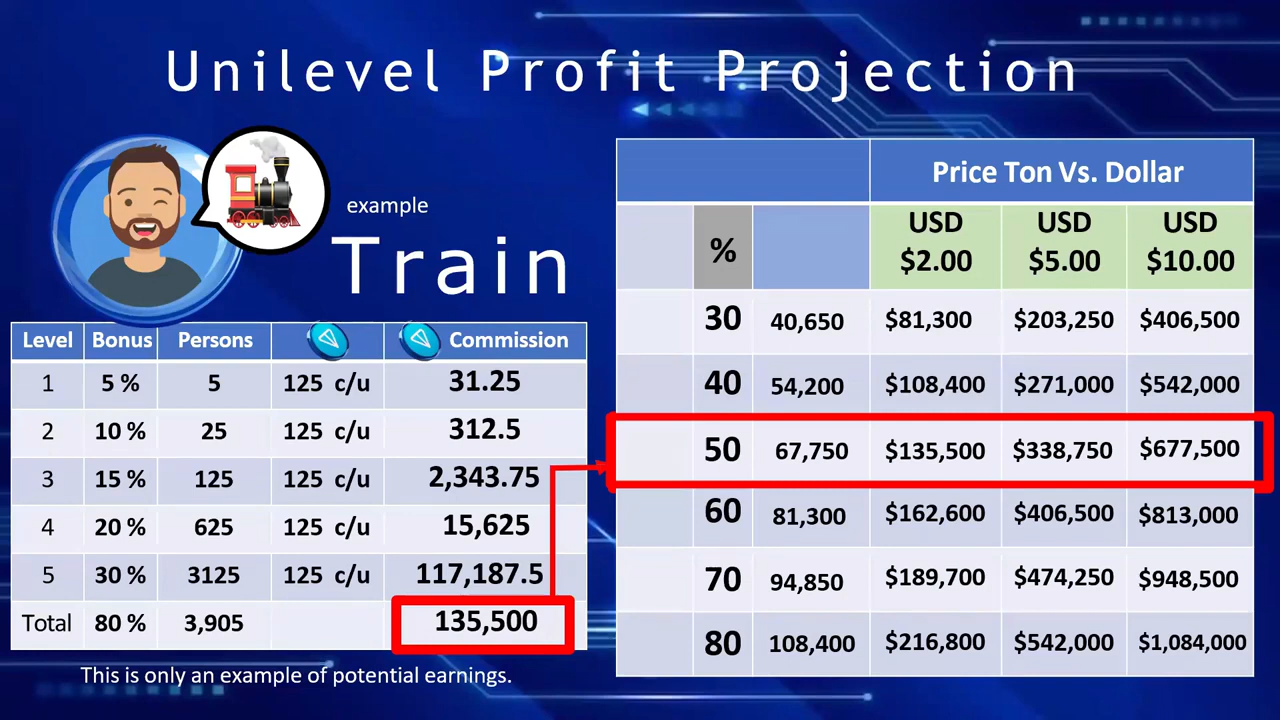 Unilevel Profit Projection
example
Train
Level Bonus Persons Commission
1 5 % 5 125 c/u 31.25
2 10 % 25 125 c/u 312.5
3 15 % 125 125 c/u 2,343.75
4 20 % 625 125 c/u 15,625
5 30 % 3125 125 c/u 117,187.5
Total 80 % 3,905 135,500
This is only an example of potential earnings.
Price Ton Vs. Dollar
% USD $2.00 USD $5.00 USD $10.00
30 40,650 $81,300 $203,250 $406,500
40 54,200 $108,400 $271,000 $542,000
50 67,750 $135,500 $338,750 $677,500
60 81,300 $162,600 $406,500 $813,000
70 94,850 $189,700 $474,250 $948,500
80 108,400 $216,800 $542,000 $1,084,000